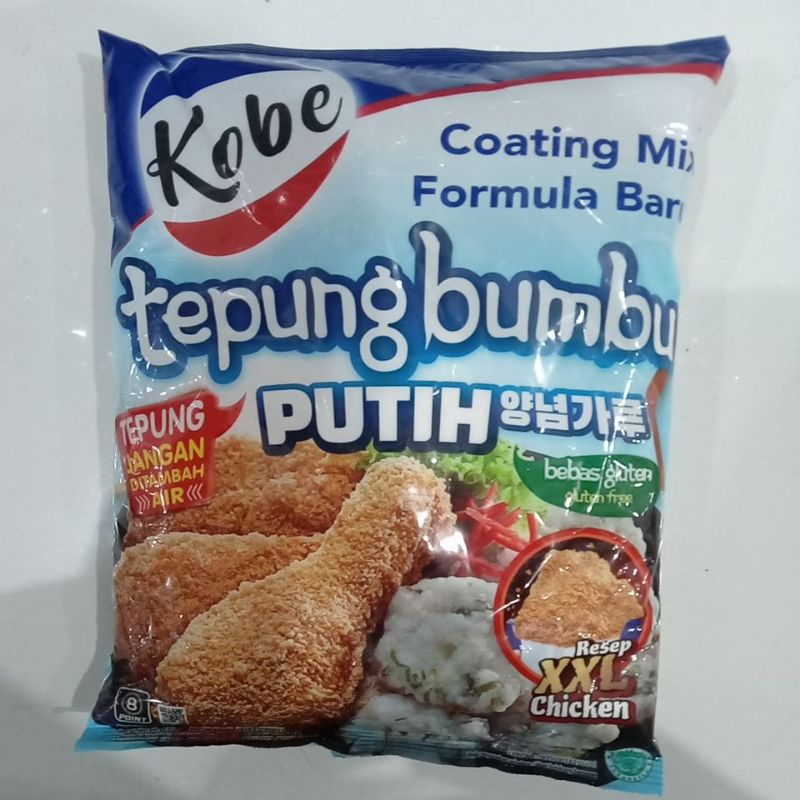 Kobe
Coating Mix
Formula Baru
tepung bumbu
PUTIH 양념가루
TEPUNG
JANGAN
DITAMBAH
AIR
bebas gluten
gluten free
Resep
XXL
Chicken
8
POINT